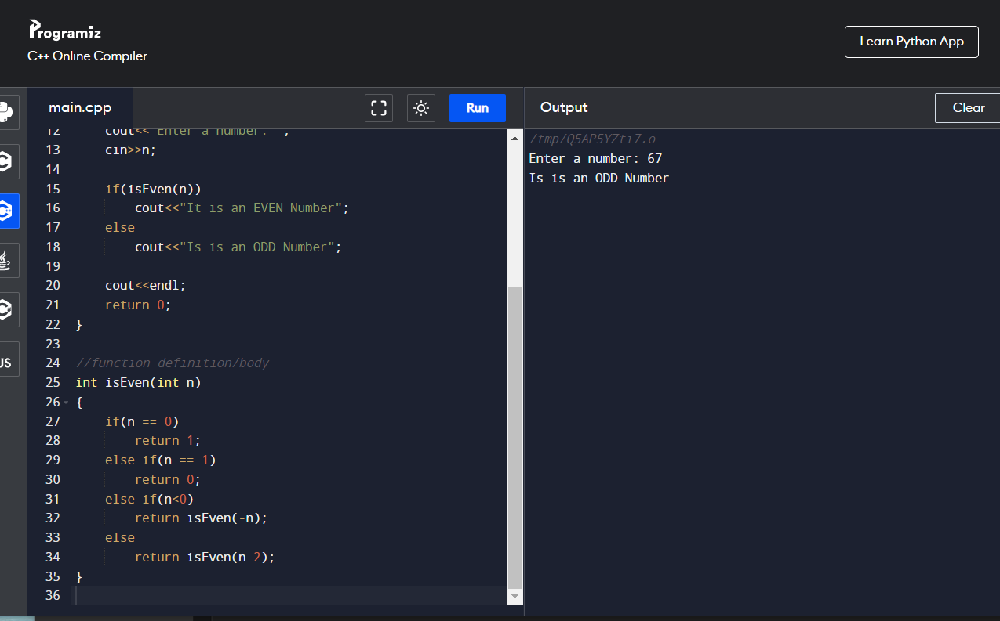 Programiz
C++ Online Compiler
Learn Python App
main.cpp
Run
Output
Clear
12     cout<<"Enter a number: ";
13     cin>>n;
14
15     if(isEven(n))
16         cout<<"It is an EVEN Number";
17     else
18         cout<<"Is is an ODD Number";
19
20     cout<<endl;
21     return 0;
22 }
23
24 //function definition/body
25 int isEven(int n)
26 {
27     if(n == 0)
28         return 1;
29     else if(n == 1)
30         return 0;
31     else if(n<0)
32         return isEven(-n);
33     else
34         return isEven(n-2);
35 }
36
/tmp/Q5AP5YZti7.o
Enter a number: 67
Is is an ODD Number
JS